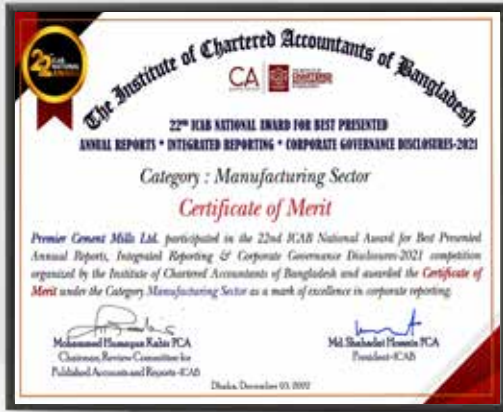 22nd ICAB NATIONAL AWARD
The Institute of Chartered Accountants of Bangladesh
CA
22ND ICAB NATIONAL AWARD FOR BEST PRESENTED
ANNUAL REPORTS * INTEGRATED REPORTING * CORPORATE GOVERNANCE DISCLOSURES-2021
Category : Manufacturing Sector
Certificate of Merit
Premier Cement Mills Ltd. participated in the 22nd ICAB National Award for Best Presented
Annual Reports, Integrated Reporting & Corporate Governance Disclosures-2021 competition
organized by the Institute of Chartered Accountants of Bangladesh and awarded the Certificate of
Merit under the Category Manufacturing Sector as a mark of excellence in corporate reporting.
Mohammed Humayun Kabir FCA
Chairman, Review Committee for
Published Accounts and Reports-ICAB
Md. Shahadat Hossain FCA
President-ICAB
Dhaka, December 03, 2022